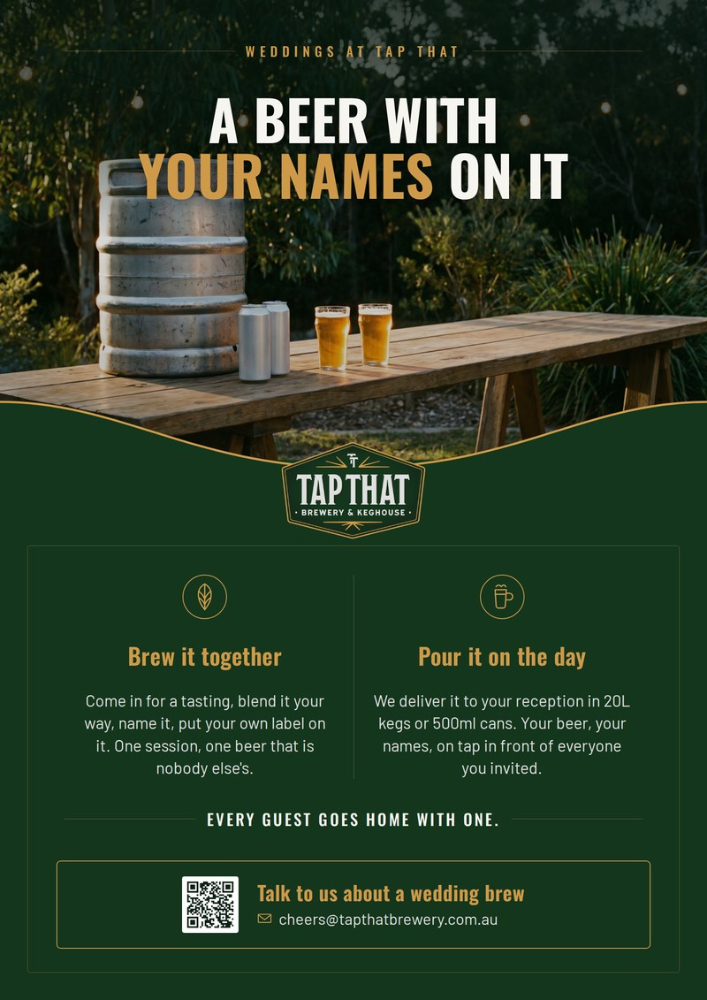 WEDDINGS AT TAP THAT
A BEER WITH
YOUR NAMES ON IT
TT
TAP THAT
· BREWERY & KEGHOUSE ·
Brew it together
Come in for a tasting, blend it your
way, name it, put your own label on
it. One session, one beer that is
nobody else's.
Pour it on the day
We deliver it to your reception in 20L
kegs or 500ml cans. Your beer, your
names, on tap in front of everyone
you invited.
EVERY GUEST GOES HOME WITH ONE.
Talk to us about a wedding brew
cheers@tapthatbrewery.com.au